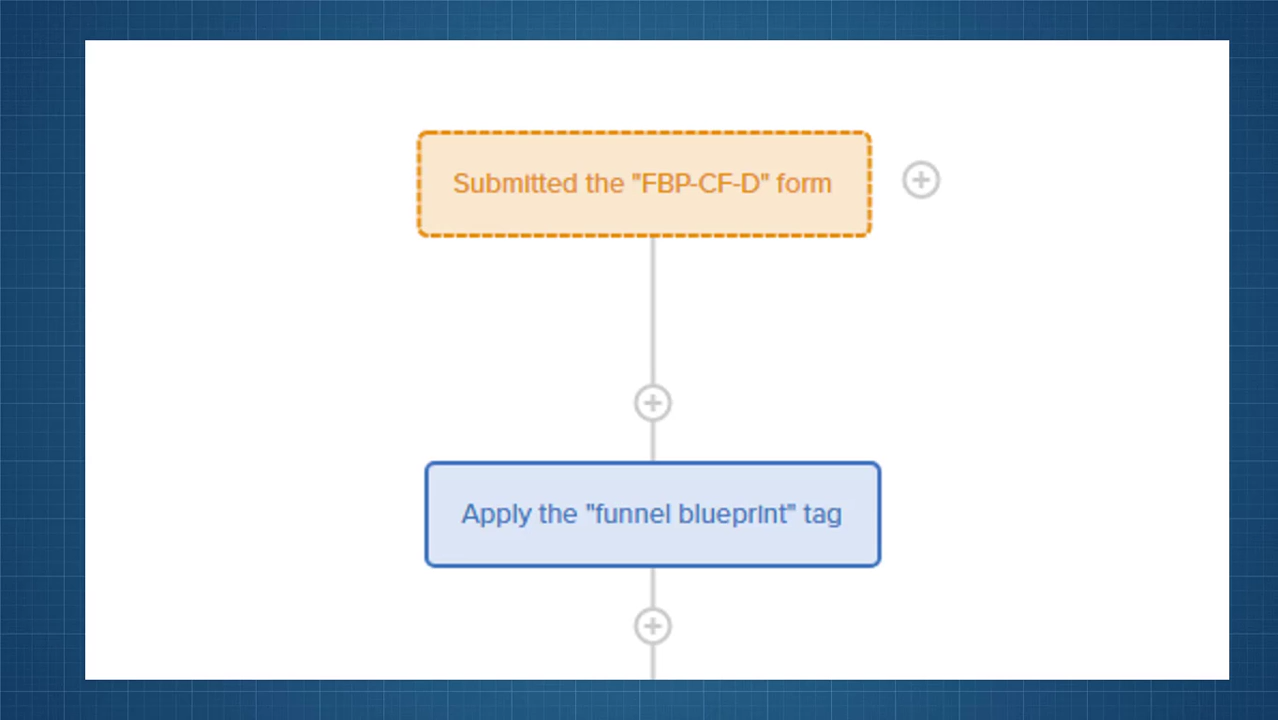 Submitted the "FBP-CF-D" form
Apply the "funnel blueprint" tag